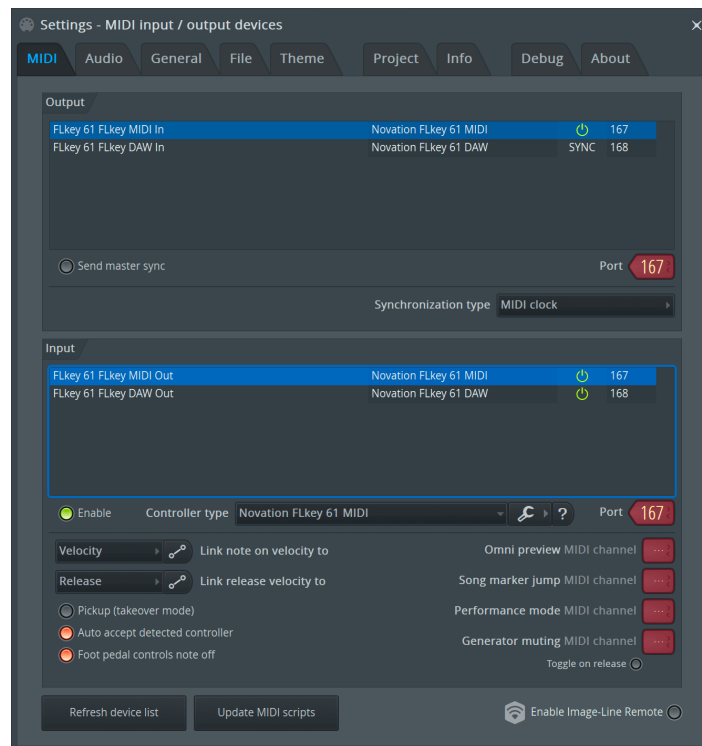 Settings - MIDI input / output devices
MIDI Audio General File Theme Project Info Debug About
Output
FLkey 61 FLkey MIDI In Novation FLkey 61 MIDI 167
FLkey 61 FLkey DAW In Novation FLkey 61 DAW SYNC 168
Send master sync Port 167
Synchronization type MIDI clock
Input
FLkey 61 FLkey MIDI Out Novation FLkey 61 MIDI 167
FLkey 61 FLkey DAW Out Novation FLkey 61 DAW 168
Enable Controller type Novation FLkey 61 MIDI ? Port 167
Velocity Link note on velocity to Omni preview MIDI channel ---
Release Link release velocity to Song marker jump MIDI channel ---
Pickup (takeover mode) Performance mode MIDI channel ---
Auto accept detected controller Generator muting MIDI channel ---
Foot pedal controls note off Toggle on release
Refresh device list Update MIDI scripts Enable Image-Line Remote